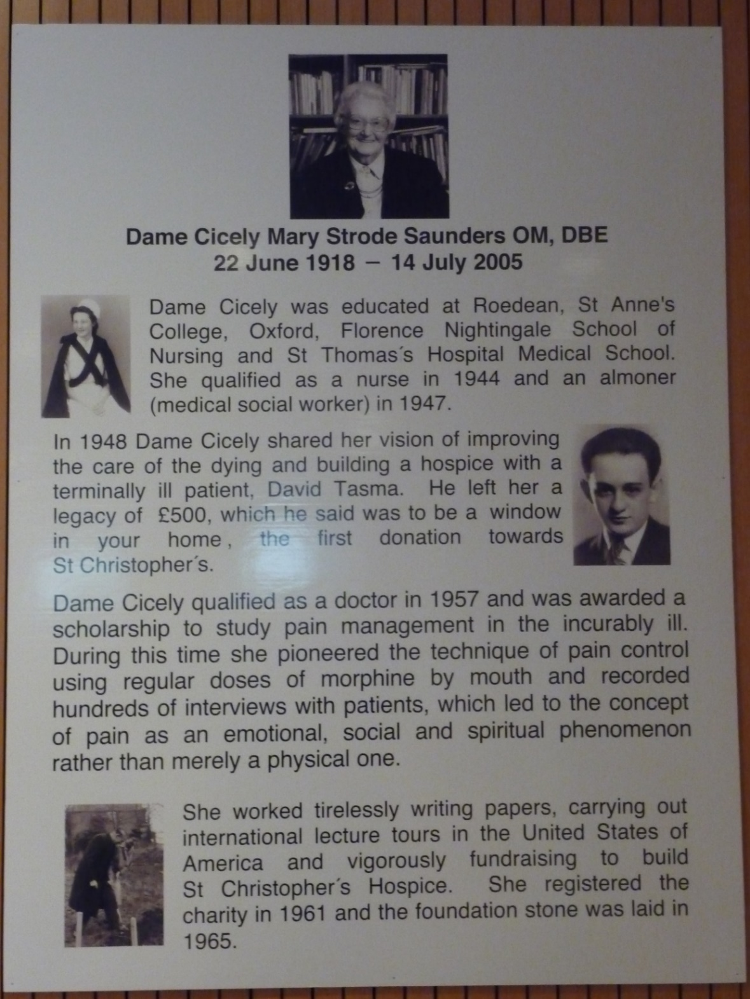 Dame Cicely Mary Strode Saunders OM, DBE
22 June 1918 – 14 July 2005
Dame Cicely was educated at Roedean, St Anne's
College, Oxford, Florence Nightingale School of
Nursing and St Thomas´s Hospital Medical School.
She qualified as a nurse in 1944 and an almoner
(medical social worker) in 1947.
In 1948 Dame Cicely shared her vision of improving
the care of the dying and building a hospice with a
terminally ill patient, David Tasma. He left her a
legacy of £500, which he said was to be a window
in your home , the first donation towards
St Christopher´s.
Dame Cicely qualified as a doctor in 1957 and was awarded a
scholarship to study pain management in the incurably ill.
During this time she pioneered the technique of pain control
using regular doses of morphine by mouth and recorded
hundreds of interviews with patients, which led to the concept
of pain as an emotional, social and spiritual phenomenon
rather than merely a physical one.
She worked tirelessly writing papers, carrying out
international lecture tours in the United States of
America and vigorously fundraising to build
St Christopher´s Hospice. She registered the
charity in 1961 and the foundation stone was laid in
1965.